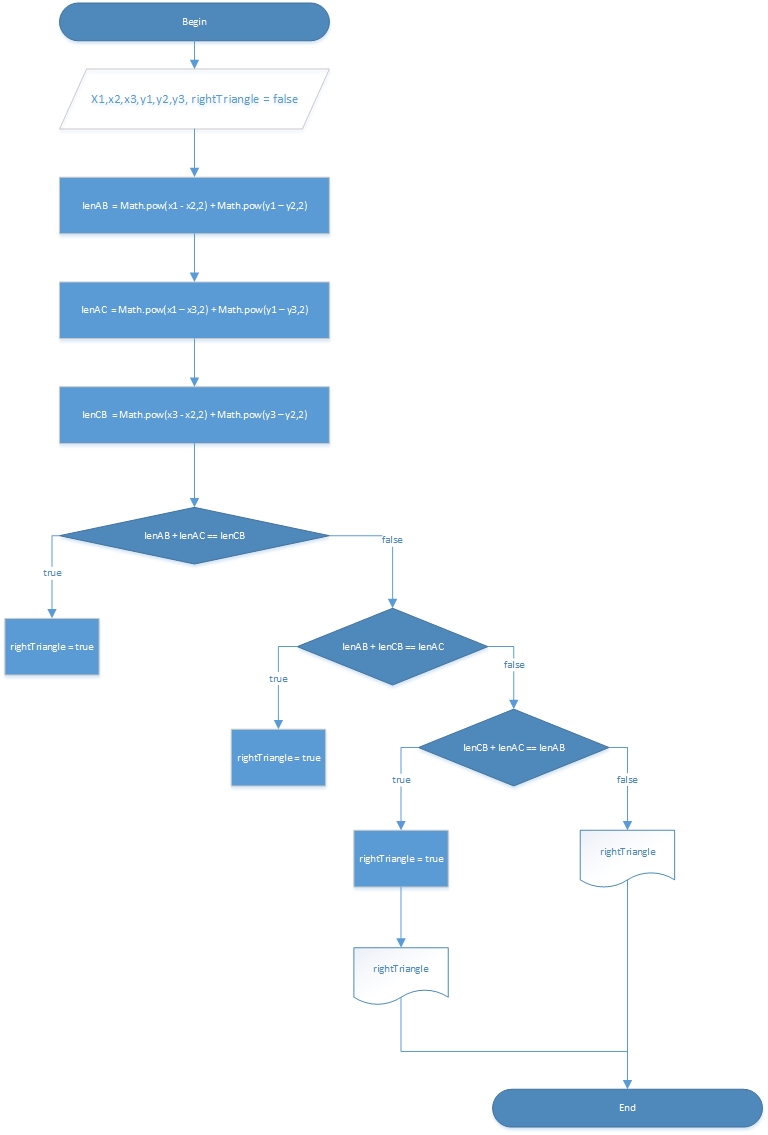 Begin
X1,x2,x3,y1,y2,y3, rightTriangle = false
lenAB = Math.pow(x1 - x2,2) + Math.pow(y1 – y2,2)
lenAC = Math.pow(x1 – x3,2) + Math.pow(y1 – y3,2)
lenCB = Math.pow(x3 - x2,2) + Math.pow(y3 – y2,2)
lenAB + lenAC == lenCB
false
true
rightTriangle = true
lenAB + lenCB == lenAC
false
true
rightTriangle = true
lenCB + lenAC == lenAB
true
false
rightTriangle = true
rightTriangle
rightTriangle
End